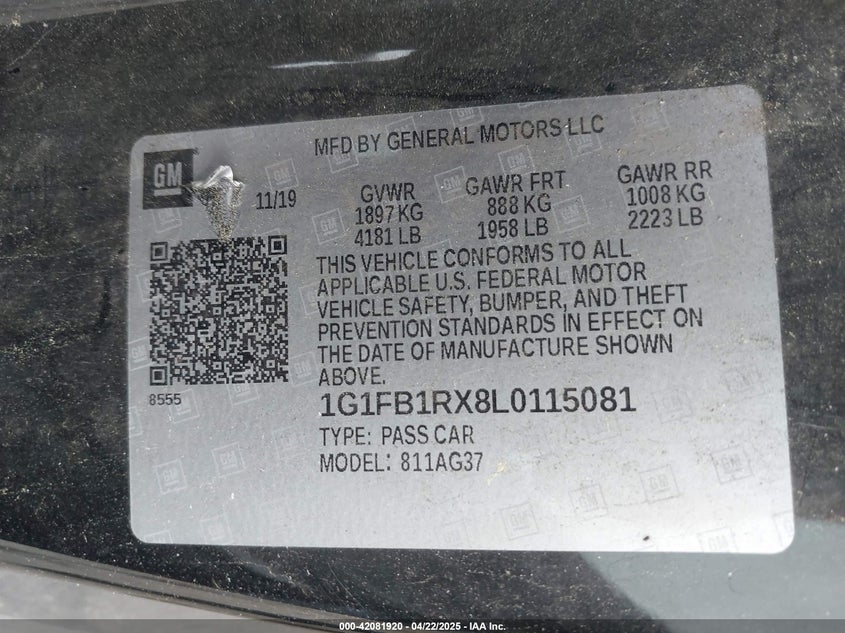 MFD BY GENERAL MOTORS LLC
GM
11/19
GVWR GAWR FRT GAWR RR
1897 KG 888 KG 1008 KG
4181 LB 1958 LB 2223 LB
THIS VEHICLE CONFORMS TO ALL
APPLICABLE U.S. FEDERAL MOTOR
VEHICLE SAFETY, BUMPER, AND THEFT
PREVENTION STANDARDS IN EFFECT ON
THE DATE OF MANUFACTURE SHOWN
ABOVE.
8555
1G1FB1RX8L0115081
TYPE: PASS CAR
MODEL: 811AG37
000-42081920 - 04/22/2025 - IAA Inc.